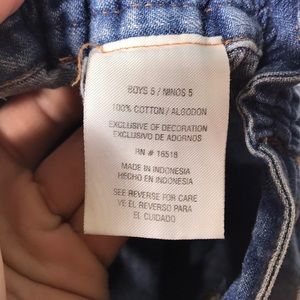 BOYS 5 / NINOS 5
100% COTTON / ALGODON
EXCLUSIVE OF DECORATION
EXCLUSIVO DE ADORNOS
RN # 16518
MADE IN INDONESIA
HECHO EN INDONESIA
SEE REVERSE FOR CARE
VE EL REVERSO PARA
EL CUIDADO